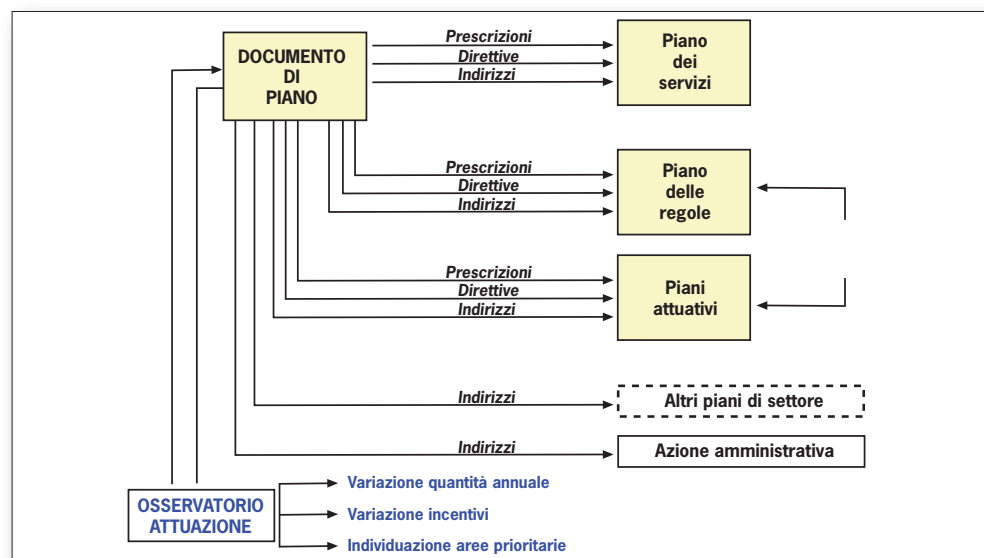 DOCUMENTO
DI
PIANO
Prescrizioni
Direttive
Indirizzi
Piano
dei
servizi
Prescrizioni
Direttive
Indirizzi
Piano
delle
regole
Prescrizioni
Direttive
Indirizzi
Piani
attuativi
Indirizzi
Altri piani di settore
Indirizzi
Azione amministrativa
OSSERVATORIO
ATTUAZIONE
Variazione quantità annuale
Variazione incentivi
Individuazione aree prioritarie